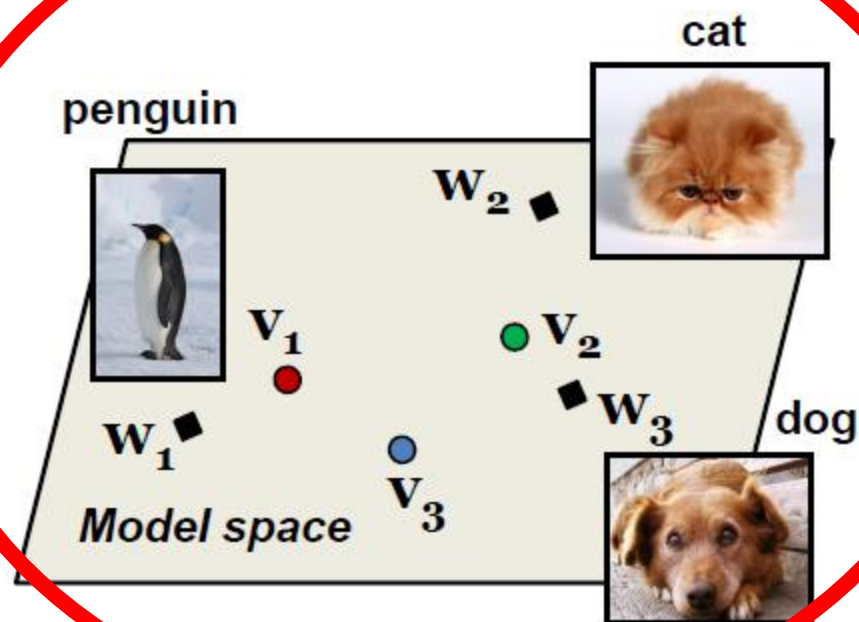 cat
penguin
w₂
v₁
v₂
w₃
dog
w₁
v₃
Model space